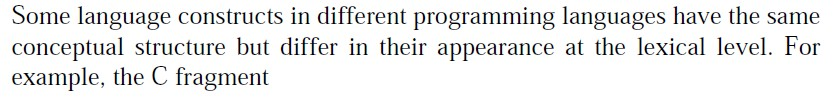 Some language constructs in different programming languages have the same
conceptual structure but differ in their appearance at the lexical level. For
example, the C fragment